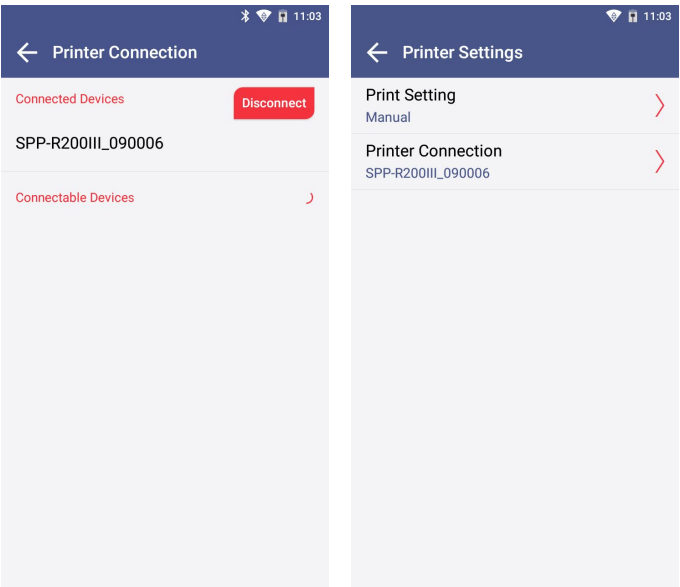 11:03
Printer Connection
Connected Devices
Disconnect
SPP-R200III_090006
Connectable Devices
11:03
Printer Settings
Print Setting
Manual
Printer Connection
SPP-R200III_090006